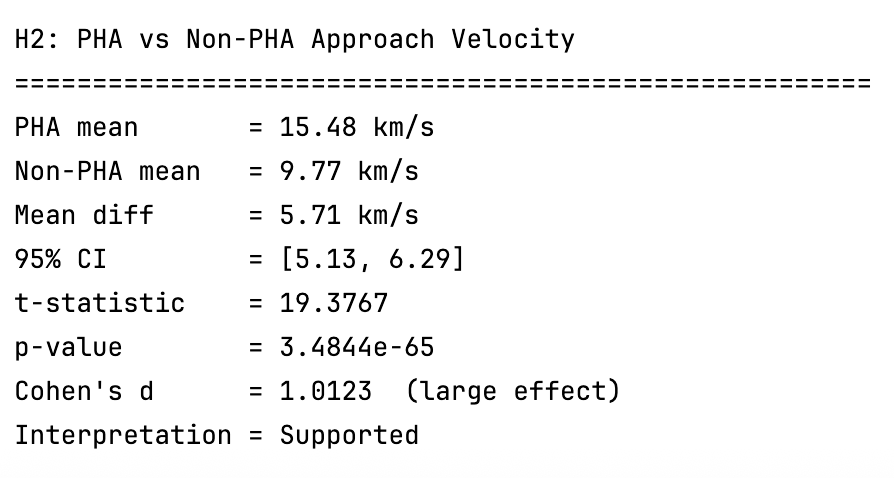 H2: PHA vs Non-PHA Approach Velocity
=======================================================
PHA mean       = 15.48 km/s
Non-PHA mean   = 9.77 km/s
Mean diff      = 5.71 km/s
95% CI         = [5.13, 6.29]
t-statistic    = 19.3767
p-value        = 3.4844e-65
Cohen's d      = 1.0123  (large effect)
Interpretation = Supported